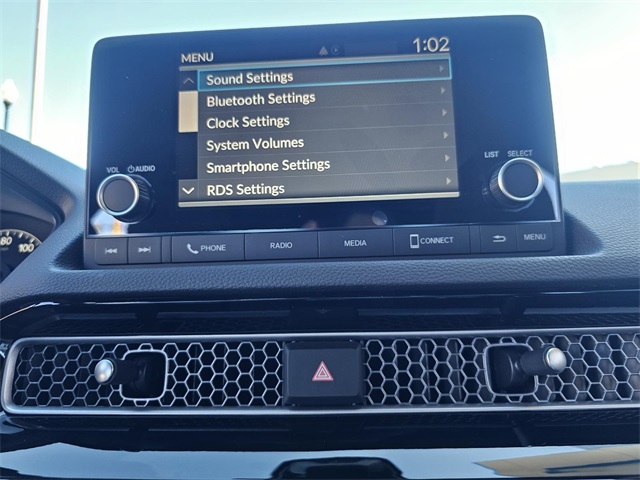 MENU
1:02
Sound Settings
Bluetooth Settings
Clock Settings
System Volumes
Smartphone Settings
RDS Settings
VOL AUDIO
LIST SELECT
PHONE
RADIO
MEDIA
CONNECT
MENU
80 100